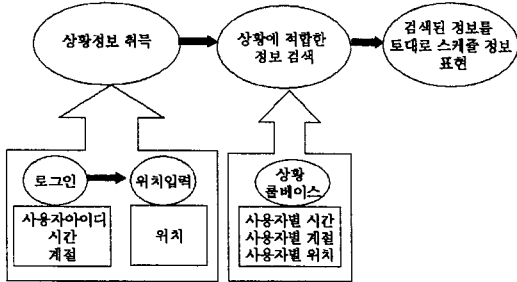 상황정보 취득
상황에 적합한
정보 검색
검색된 정보를
토대로 스케쥴 정보
표현
로그인
위치입력
상황
룰베이스
사용자아이디
시간
계절
위치
사용자별 시간
사용자별 계절
사용자별 위치